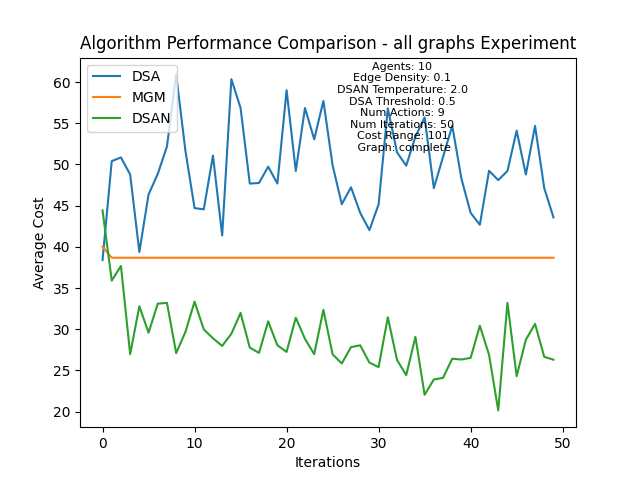 Algorithm Performance Comparison - all graphs Experiment
DSA
MGM
DSAN
Agents: 10
Edge Density: 0.1
DSAN Temperature: 2.0
DSA Threshold: 0.5
Num Actions: 9
Num Iterations: 50
Cost Range: 101
Graph: complete
Average Cost
60
55
50
45
40
35
30
25
20
0 10 20 30 40 50
Iterations